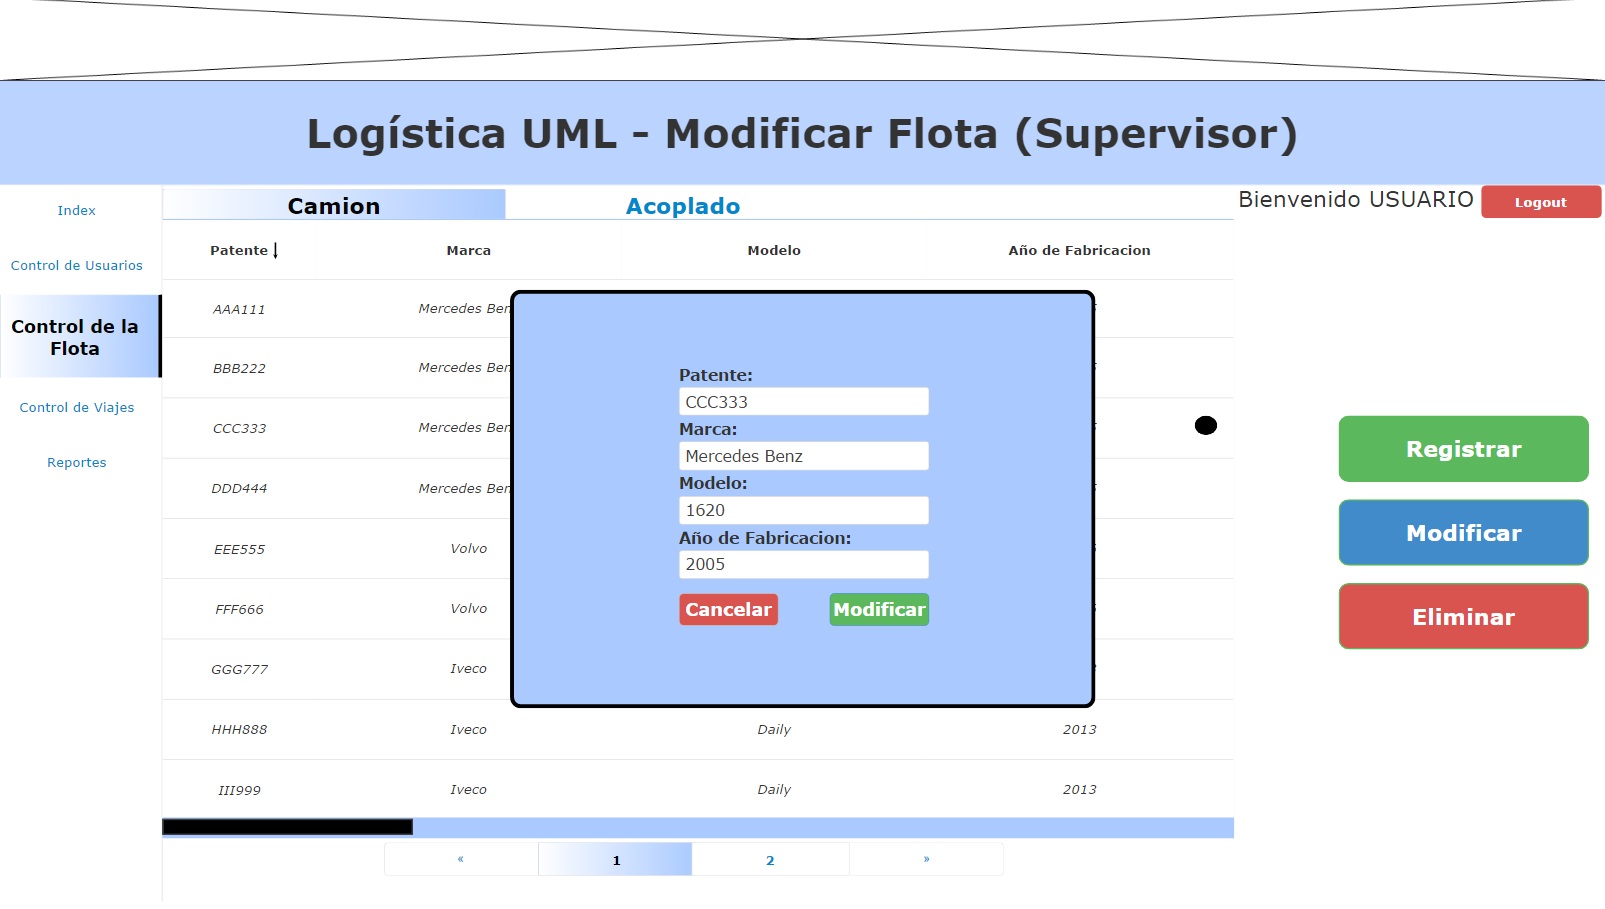 Logística UML - Modificar Flota (Supervisor)
Index
Control de Usuarios
Control de la
Flota
Control de Viajes
Reportes
Camion Acoplado
Bienvenido USUARIO Logout
Patente Marca Modelo Año de Fabricacion
AAA111 Mercedes Ben
BBB222 Mercedes Ben
CCC333 Mercedes Ben
DDD444 Mercedes Ben
EEE555 Volvo
FFF666 Volvo
GGG777 Iveco
HHH888 Iveco Daily 2013
III999 Iveco Daily 2013
Patente:
CCC333
Marca:
Mercedes Benz
Modelo:
1620
Año de Fabricacion:
2005
Cancelar Modificar
Registrar
Modificar
Eliminar
« 1 2 »